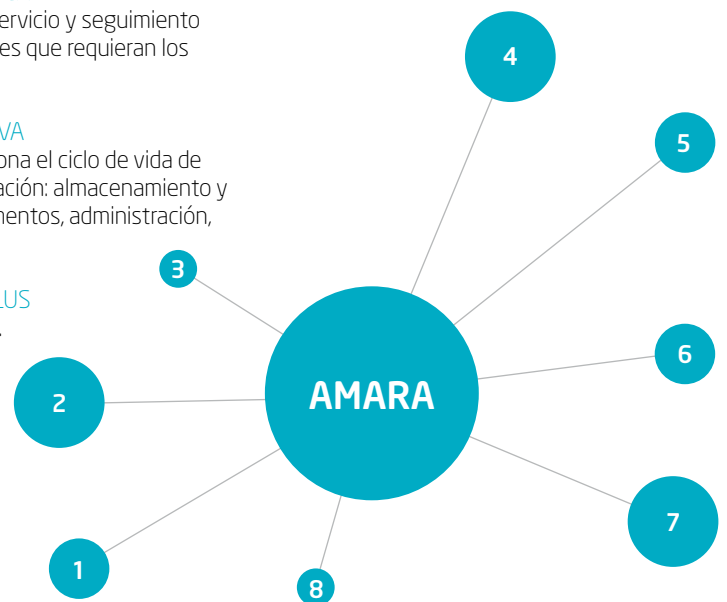 ervicio y seguimiento
es que requieran los
VA
ona el ciclo de vida de
ación: almacenamiento y
mentos, administración,
LUS
.
4
5
3
6
AMARA
2
7
1
8